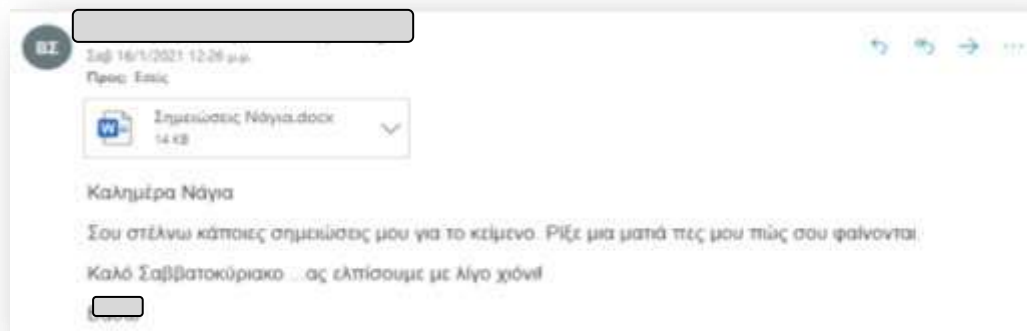 ΒΣ
Σαβ 16/1/2021 12:26 μ.μ.
Προς: Εσείς
Σημειώσεις Νάγια.docx
14 KB
Καλημέρα Νάγια
Σου στέλνω κάποιες σημειώσεις μου για το κείμενο. Ρίξε μια ματιά πες μου πώς σου φαίνονται.
Καλό Σαββατοκύριακο ...ας ελπίσουμε με λίγο χιόνι!